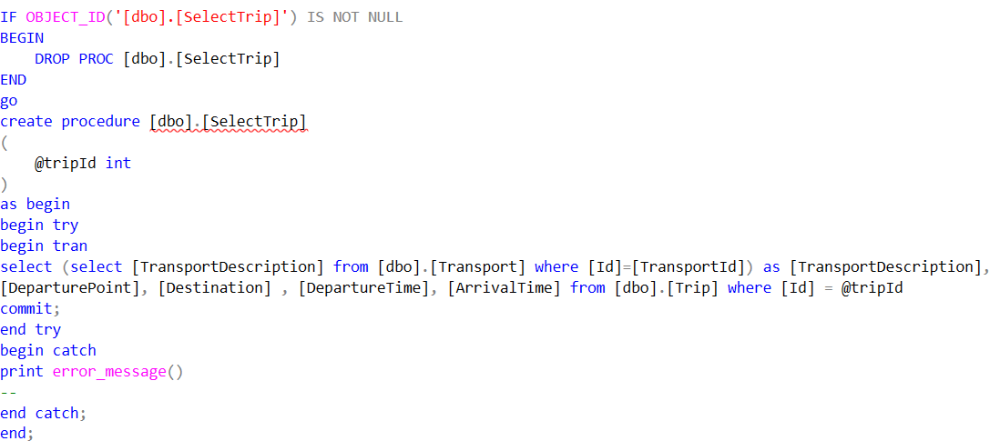 IF OBJECT_ID('[dbo].[SelectTrip]') IS NOT NULL
BEGIN
    DROP PROC [dbo].[SelectTrip]
END
go
create procedure [dbo].[SelectTrip]
(
    @tripId int
)
as begin
begin try
begin tran
select (select [TransportDescription] from [dbo].[Transport] where [Id]=[TransportId]) as [TransportDescription],
[DeparturePoint], [Destination] , [DepartureTime], [ArrivalTime] from [dbo].[Trip] where [Id] = @tripId
commit;
end try
begin catch
print error_message()
--
end catch;
end;